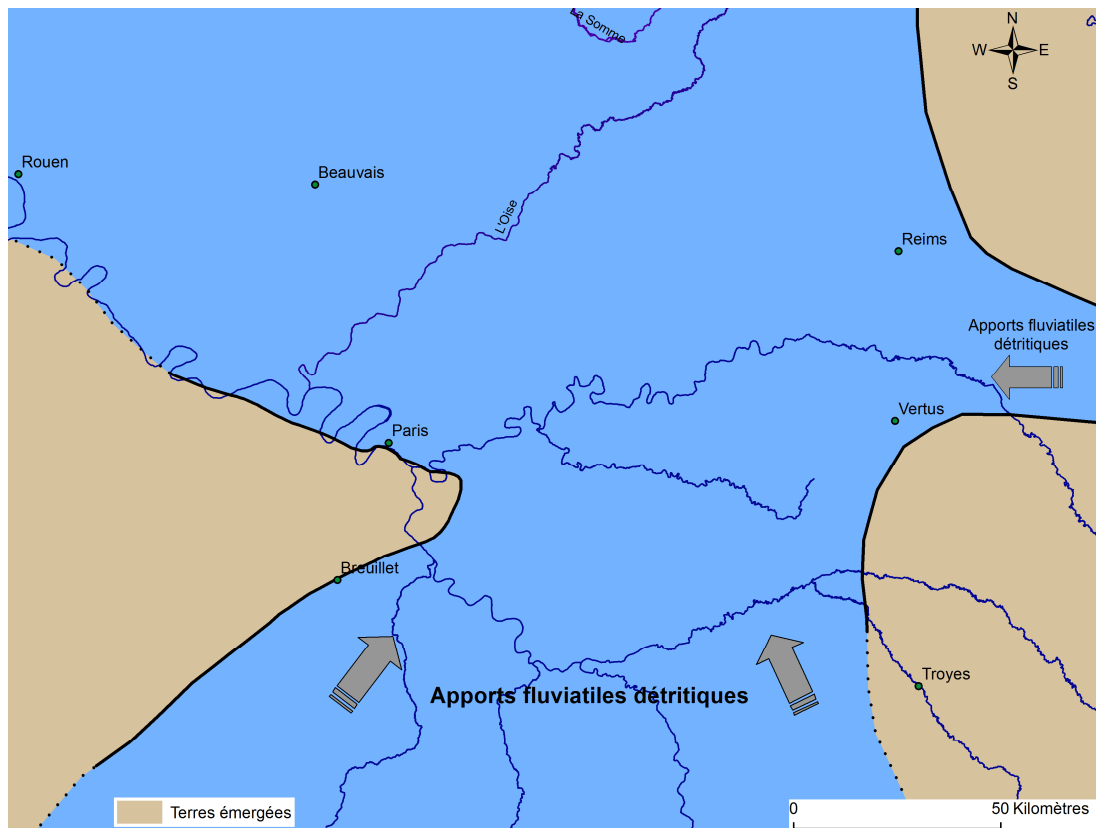 La Somme
N
W E
S
Rouen
Beauvais
L'Oise
Reims
Apports fluviatiles
détritiques
Vertus
Paris
Breuillet
Troyes
Apports fluviatiles détritiques
Terres émergées
0 50 Kilomètres